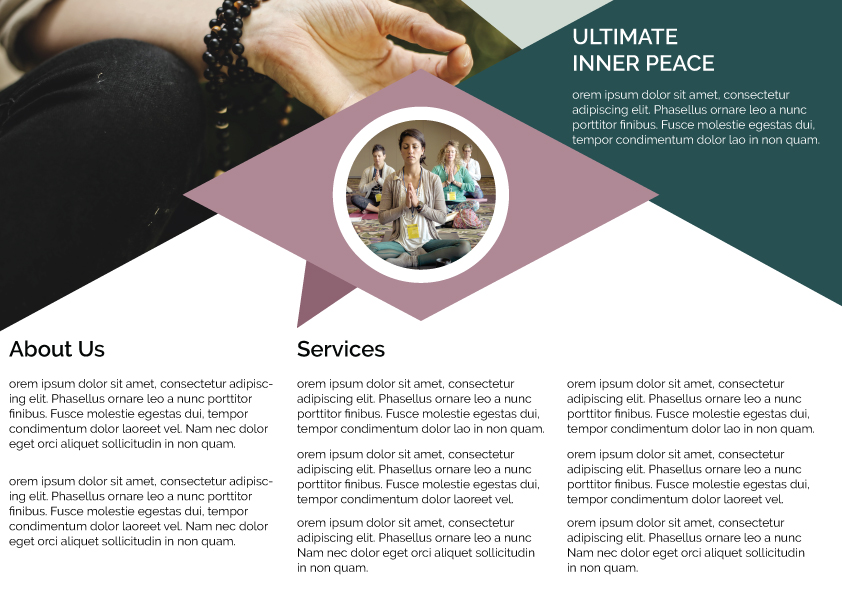 ULTIMATE
INNER PEACE
orem ipsum dolor sit amet, consectetur
adipiscing elit. Phasellus ornare leo a nunc
porttitor finibus. Fusce molestie egestas dui,
tempor condimentum dolor lao in non quam.
About Us
orem ipsum dolor sit amet, consectetur adipisc-
ing elit. Phasellus ornare leo a nunc porttitor
finibus. Fusce molestie egestas dui, tempor
condimentum dolor laoreet vel. Nam nec dolor
eget orci aliquet sollicitudin in non quam.
orem ipsum dolor sit amet, consectetur adipisc-
ing elit. Phasellus ornare leo a nunc porttitor
finibus. Fusce molestie egestas dui, tempor
condimentum dolor laoreet vel. Nam nec dolor
eget orci aliquet sollicitudin in non quam.
Services
orem ipsum dolor sit amet, consectetur
adipiscing elit. Phasellus ornare leo a nunc
porttitor finibus. Fusce molestie egestas dui,
tempor condimentum dolor lao in non quam.
orem ipsum dolor sit amet, consectetur
adipiscing elit. Phasellus ornare leo a nunc
porttitor finibus. Fusce molestie egestas dui,
tempor condimentum dolor laoreet vel.
orem ipsum dolor sit amet, consectetur
adipiscing elit. Phasellus ornare leo a nunc
Nam nec dolor eget orci aliquet sollicitudin
in non quam.
orem ipsum dolor sit amet, consectetur
adipiscing elit. Phasellus ornare leo a nunc
porttitor finibus. Fusce molestie egestas dui,
tempor condimentum dolor lao in non quam.
orem ipsum dolor sit amet, consectetur
adipiscing elit. Phasellus ornare leo a nunc
porttitor finibus. Fusce molestie egestas dui,
tempor condimentum dolor laoreet vel.
orem ipsum dolor sit amet, consectetur
adipiscing elit. Phasellus ornare leo a nunc
Nam nec dolor eget orci aliquet sollicitudin
in non quam.